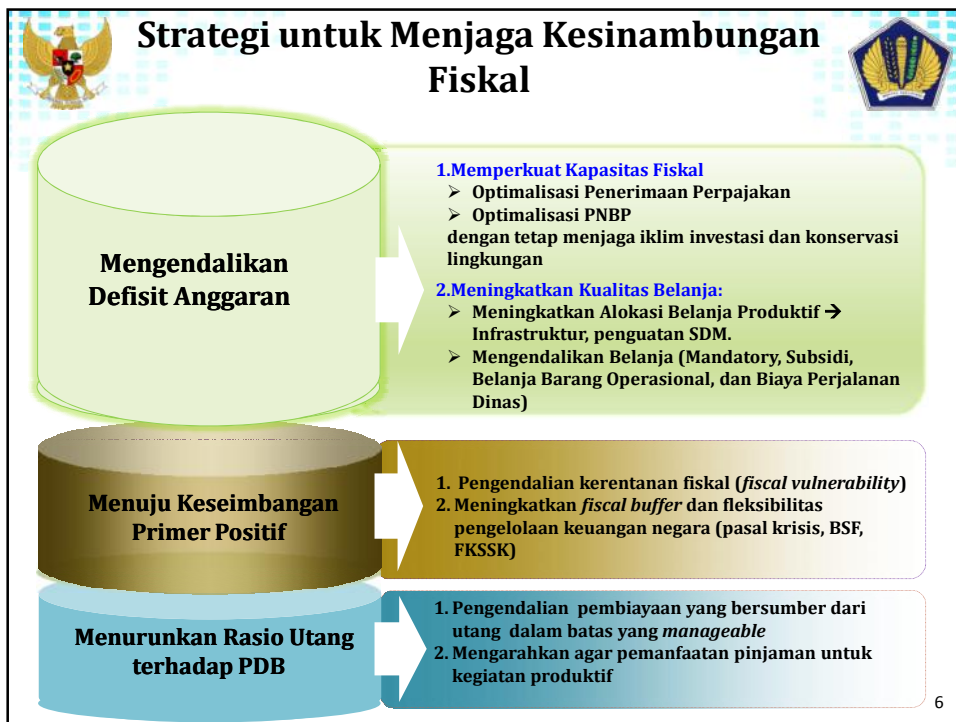 Strategi untuk Menjaga Kesinambungan
Fiskal
Mengendalikan
Defisit Anggaran
1.Memperkuat Kapasitas Fiskal
➢ Optimalisasi Penerimaan Perpajakan
➢ Optimalisasi PNBP
dengan tetap menjaga iklim investasi dan konservasi
lingkungan
2.Meningkatkan Kualitas Belanja:
➢ Meningkatkan Alokasi Belanja Produktif →
Infrastruktur, penguatan SDM.
➢ Mengendalikan Belanja (Mandatory, Subsidi,
Belanja Barang Operasional, dan Biaya Perjalanan
Dinas)
Menuju Keseimbangan
Primer Positif
1. Pengendalian kerentanan fiskal (fiscal vulnerability)
2. Meningkatkan fiscal buffer dan fleksibilitas
pengelolaan keuangan negara (pasal krisis, BSF,
FKSSK)
Menurunkan Rasio Utang
terhadap PDB
1. Pengendalian pembiayaan yang bersumber dari
utang dalam batas yang manageable
2. Mengarahkan agar pemanfaatan pinjaman untuk
kegiatan produktif
6